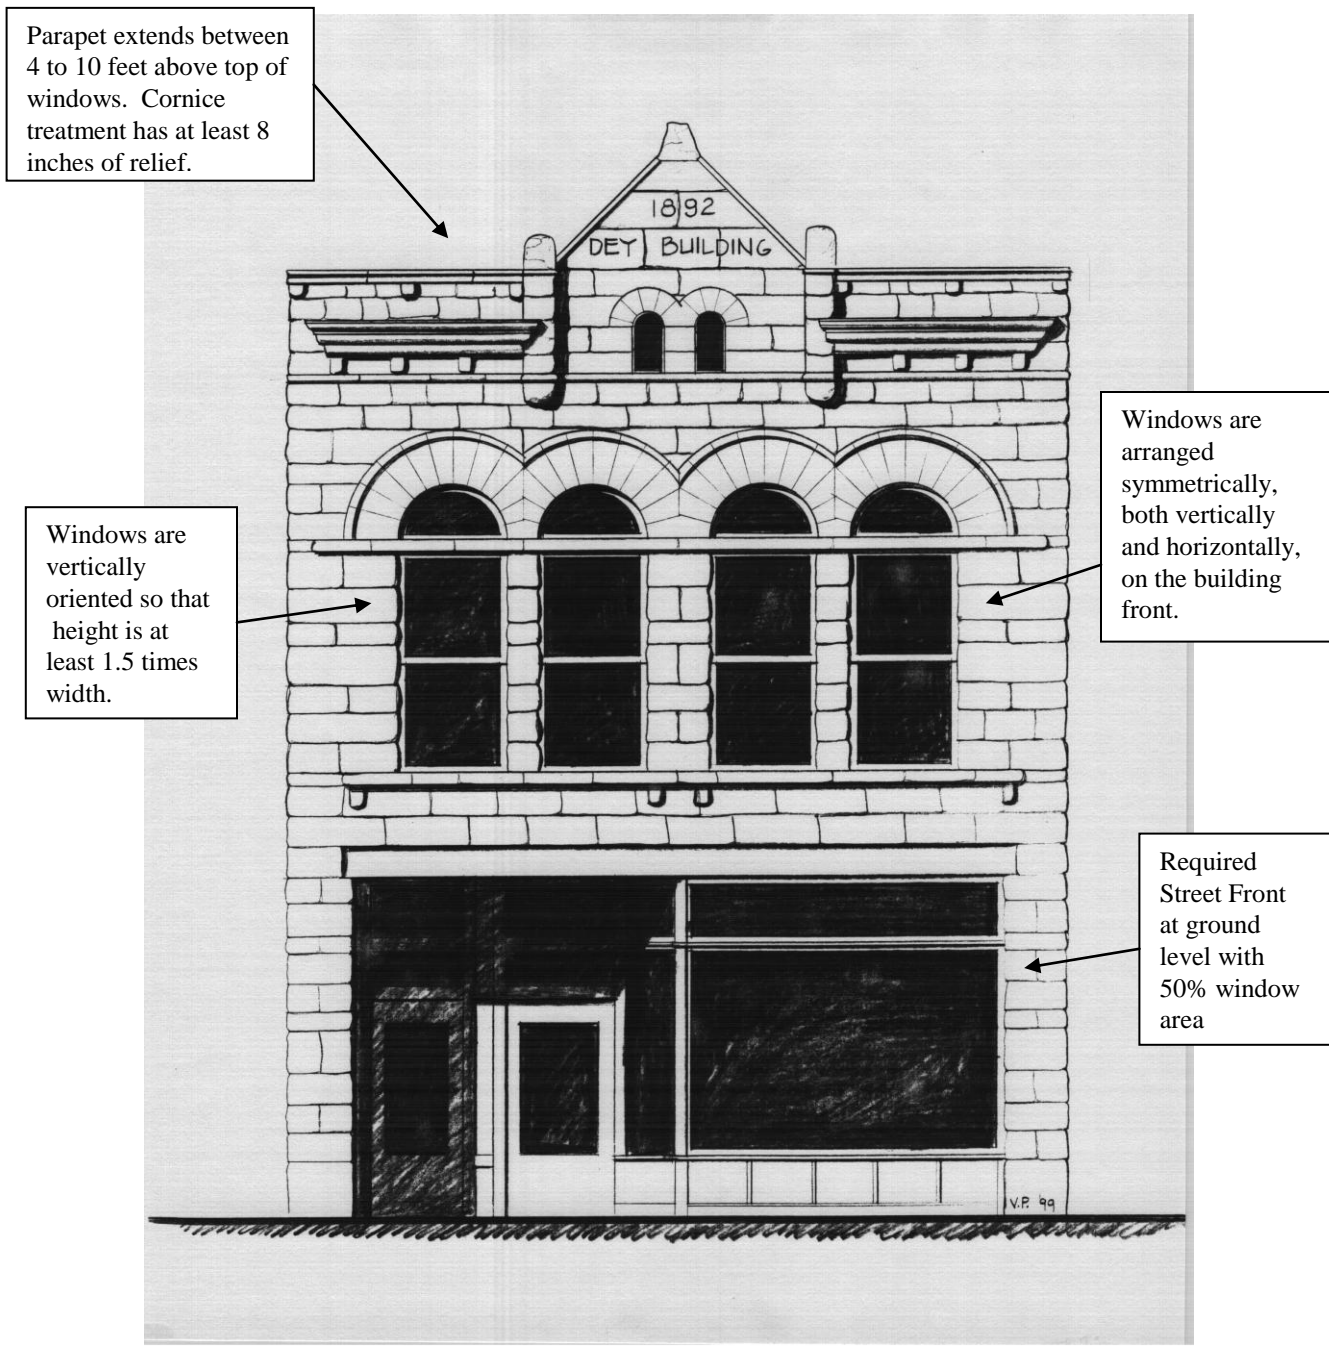 Parapet extends between
4 to 10 feet above top of
windows. Cornice
treatment has at least 8
inches of relief.
1892
DEY BUILDING
Windows are
arranged
symmetrically,
both vertically
and horizontally,
on the building
front.
Windows are
vertically
oriented so that
height is at
least 1.5 times
width.
Required
Street Front
at ground
level with
50% window
area
V.P. '99